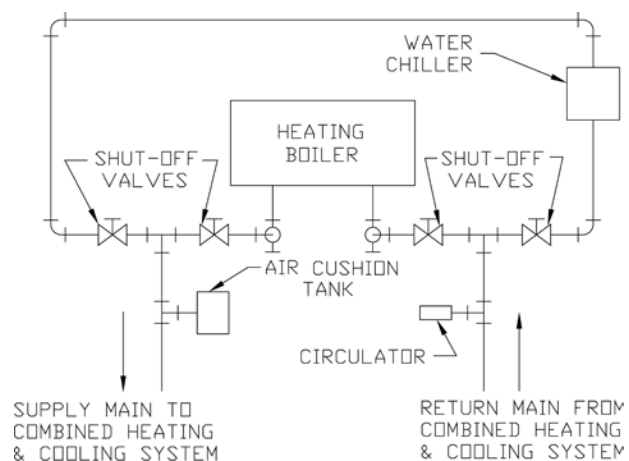 WATER
CHILLER
HEATING
BOILER
SHUT-OFF
VALVES
SHUT-OFF
VALVES
AIR CUSHION
TANK
CIRCULATOR
SUPPLY MAIN TO
COMBINED HEATING
& COOLING SYSTEM
RETURN MAIN FROM
COMBINED HEATING
& COOLING SYSTEM